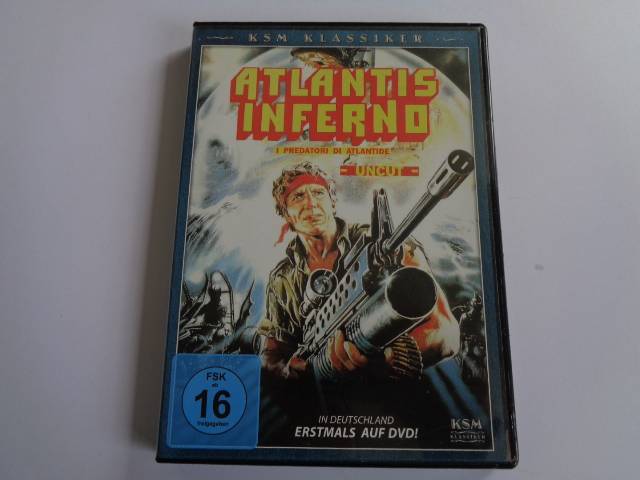 KSM KLASSIKER
ATLANTIS
INFERNO
I PREDATORI DI ATLANTIDE
- UNCUT -
FSK
ab
16
freigegeben
IN DEUTSCHLAND
ERSTMALS AUF DVD!
KSM
KLASSIKER